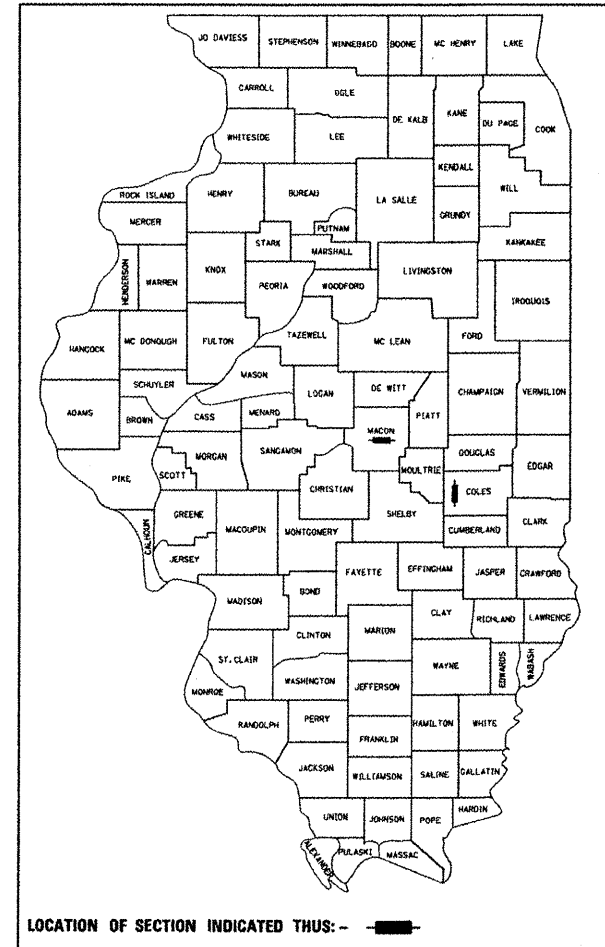 JO DAVIESS STEPHENSON WINNEBAGO BOONE MC HENRY LAKE
CARROLL OGLE DE KALB KANE DU PAGE COOK
WHITESIDE LEE KENDALL WILL
ROCK ISLAND HENRY BUREAU LA SALLE GRUNDY
MERCER PUTNAM KANKAKEE
STARK MARSHALL
HENDERSON WARREN KNOX PEORIA WOODFORD LIVINGSTON IROQUOIS
HANCOCK MC DONOUGH FULTON TAZEWELL MC LEAN FORD
SCHUYLER MASON LOGAN DE WITT CHAMPAIGN VERMILION
ADAMS BROWN CASS MENARD PIATT
MACON
MORGAN SANGAMON DOUGLAS EDGAR
PIKE SCOTT CHRISTIAN MOULTRIE COLES
GREENE SHELBY
CALHOUN MACOUPIN MONTGOMERY CUMBERLAND CLARK
JERSEY FAYETTE EFFINGHAM JASPER CRAWFORD
MADISON BOND
CLAY RICHLAND LAWRENCE
CLINTON MARION
ST. CLAIR WAYNE EDWARDS WABASH
WASHINGTON JEFFERSON
MONROE
RANDOLPH PERRY HAMILTON WHITE
FRANKLIN
JACKSON WILLIAMSON SALINE GALLATIN
UNION JOHNSON POPE HARDIN
ALEXANDER PULASKI MASSAC
LOCATION OF SECTION INDICATED THUS: -